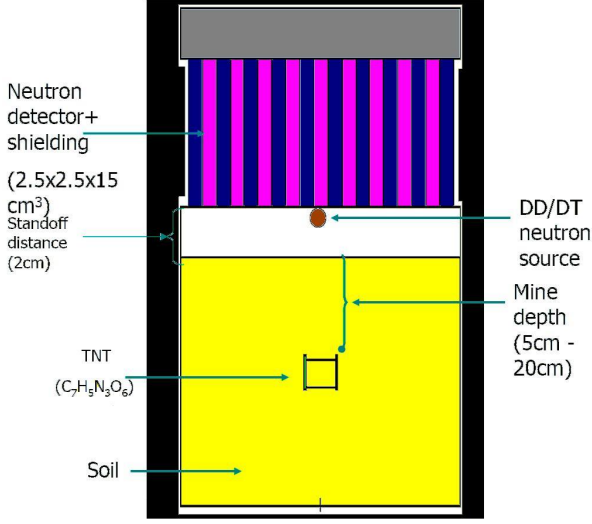 Neutron
detector+
shielding
(2.5x2.5x15
cm³)
Standoff
distance
(2cm)
TNT
(C₇H₅N₃O₆)
Soil
DD/DT
neutron
source
Mine
depth
(5cm -
20cm)